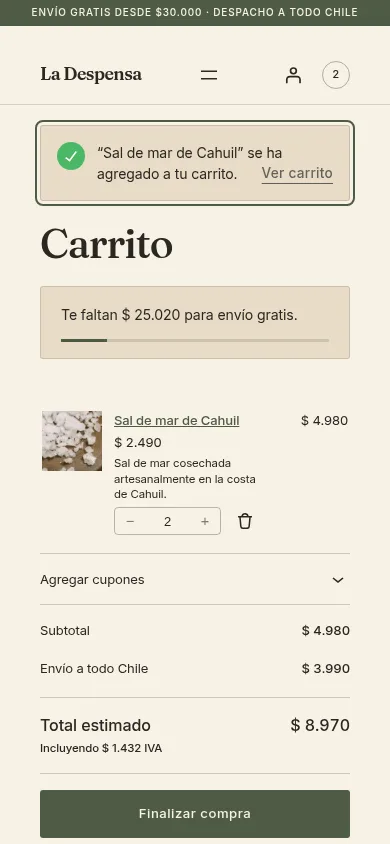 ENVÍO GRATIS DESDE $30.000 · DESPACHO A TODO CHILE
La Despensa
2
“Sal de mar de Cahuil” se ha
agregado a tu carrito. Ver carrito
Carrito
Te faltan $ 25.020 para envío gratis.
Sal de mar de Cahuil $ 4.980
$ 2.490
Sal de mar cosechada
artesanalmente en la costa
de Cahuil.
− 2 +
Agregar cupones
Subtotal $ 4.980
Envío a todo Chile $ 3.990
Total estimado $ 8.970
Incluyendo $ 1.432 IVA
Finalizar compra